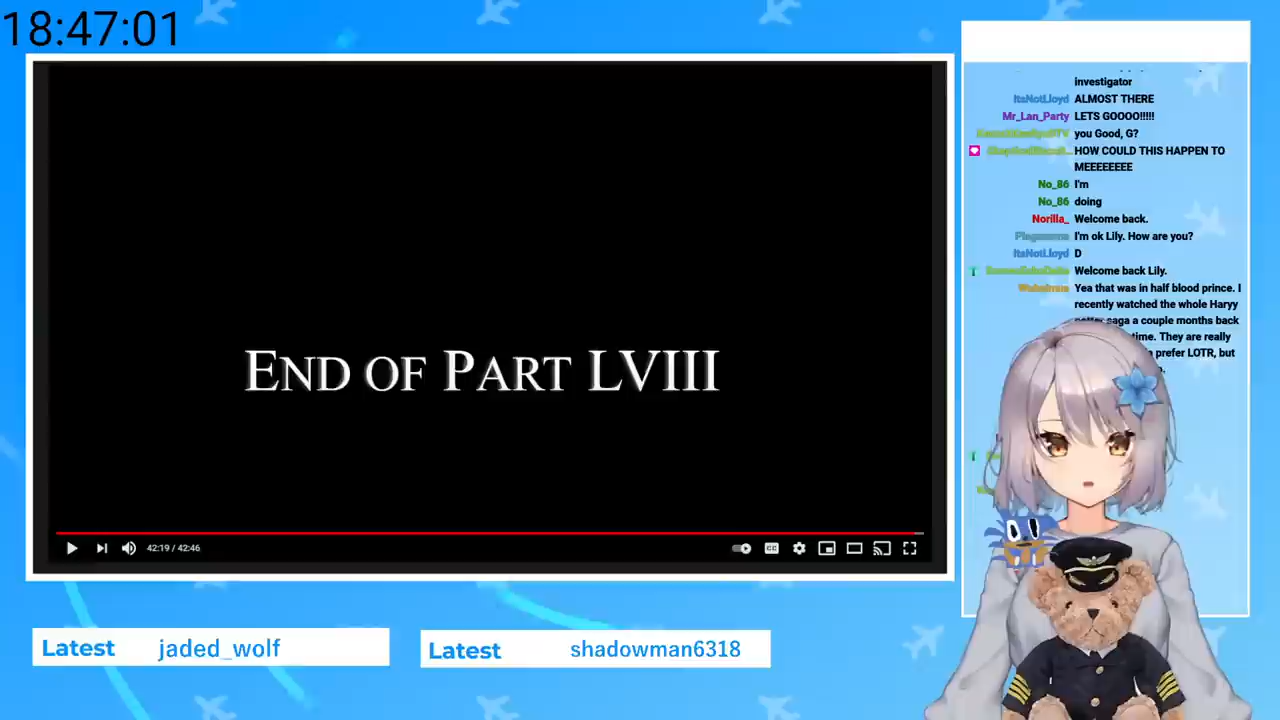 18:47:01
investigator
ItsNotLloyd ALMOST THERE
Mr_Lan_Party LETS GOOOO!!!!!
you Good, G?
HOW COULD THIS HAPPEN TO
MEEEEEEEE
No_86 I'm
No_86 doing
Norilla_ Welcome back.
I'm ok Lily. How are you?
ItsNotLloyd D
Welcome back Lily.
Yea that was in half blood prince. I
recently watched the whole Haryy
saga a couple months back
time. They are really
prefer LOTR, but
END OF PART LVIII
42:19 / 42:46
CC
Latest jaded_wolf
Latest shadowman6318